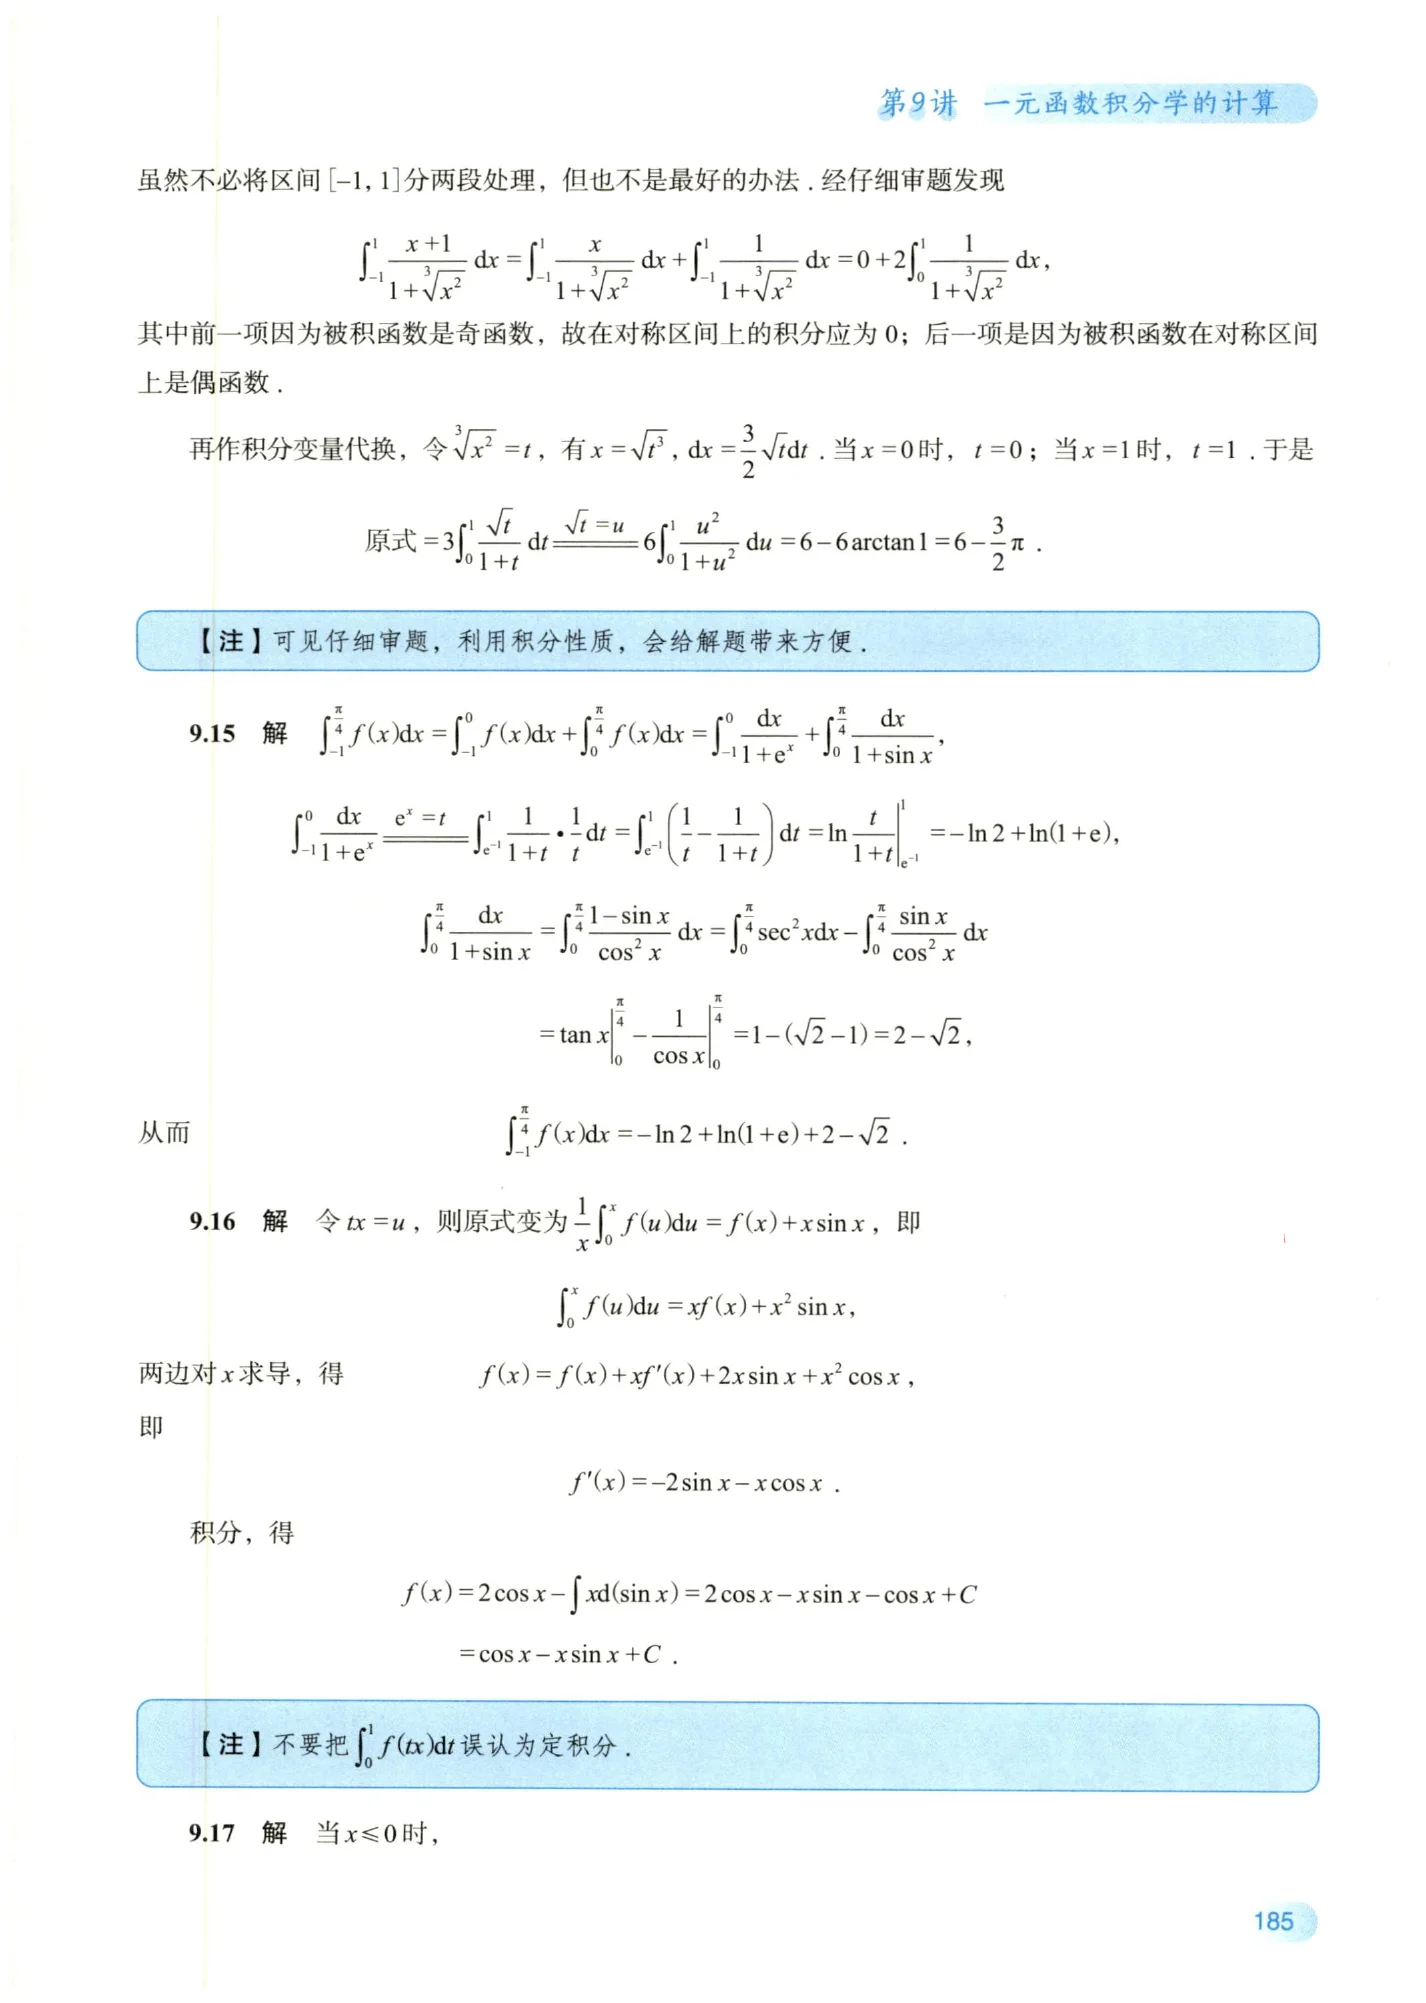 第9讲 一元函数积分学的计算
虽然不必将区间[−1, 1]分两段处理，但也不是最好的办法．经仔细审题发现
$\int_{-1}^{1}\frac{x+1}{1+\sqrt[3]{x^2}}dx=\int_{-1}^{1}\frac{x}{1+\sqrt[3]{x^2}}dx+\int_{-1}^{1}\frac{1}{1+\sqrt[3]{x^2}}dx=0+2\int_{0}^{1}\frac{1}{1+\sqrt[3]{x^2}}dx,$
其中前一项因为被积函数是奇函数，故在对称区间上的积分应为 0；后一项是因为被积函数在对称区间
上是偶函数．
再作积分变量代换，令$\sqrt[3]{x^2}=t$，有$x=\sqrt{t^3}$, $dx=\frac{3}{2}\sqrt{t}dt$．当$x=0$时，$t=0$；当$x=1$时，$t=1$．于是
原式$=3\int_{0}^{1}\frac{\sqrt{t}}{1+t}dt\overset{\sqrt{t}=u}{=}6\int_{0}^{1}\frac{u^2}{1+u^2}du=6-6\arctan 1=6-\frac{3}{2}\pi$．
【注】可见仔细审题，利用积分性质，会给解题带来方便．
9.15 解 $\int_{-1}^{\frac{\pi}{4}}f(x)dx=\int_{-1}^{0}f(x)dx+\int_{0}^{\frac{\pi}{4}}f(x)dx=\int_{-1}^{0}\frac{dx}{1+e^x}+\int_{0}^{\frac{\pi}{4}}\frac{dx}{1+\sin x},$
$\int_{-1}^{0}\frac{dx}{1+e^x}\overset{e^x=t}{=}\int_{e^{-1}}^{1}\frac{1}{1+t}\cdot\frac{1}{t}dt=\int_{e^{-1}}^{1}\left(\frac{1}{t}-\frac{1}{1+t}\right)dt=\ln\frac{t}{1+t}\Big|_{e^{-1}}^{1}=-\ln 2+\ln(1+e),$
$\int_{0}^{\frac{\pi}{4}}\frac{dx}{1+\sin x}=\int_{0}^{\frac{\pi}{4}}\frac{1-\sin x}{\cos^2 x}dx=\int_{0}^{\frac{\pi}{4}}\sec^2 xdx-\int_{0}^{\frac{\pi}{4}}\frac{\sin x}{\cos^2 x}dx$
$=\tan x\Big|_{0}^{\frac{\pi}{4}}-\frac{1}{\cos x}\Big|_{0}^{\frac{\pi}{4}}=1-(\sqrt{2}-1)=2-\sqrt{2},$
从而 $\int_{-1}^{\frac{\pi}{4}}f(x)dx=-\ln 2+\ln(1+e)+2-\sqrt{2}$．
9.16 解 令$tx=u$，则原式变为$\frac{1}{x}\int_{0}^{x}f(u)du=f(x)+x\sin x$，即
$\int_{0}^{x}f(u)du=xf(x)+x^2\sin x,$
两边对$x$求导，得 $f(x)=f(x)+xf'(x)+2x\sin x+x^2\cos x,$
即
$f'(x)=-2\sin x-x\cos x$．
积分，得
$f(x)=2\cos x-\int xd(\sin x)=2\cos x-x\sin x-\cos x+C$
$=\cos x-x\sin x+C$．
【注】不要把$\int_{0}^{1}f(tx)dt$误认为定积分．
9.17 解 当$x\leqslant 0$时，
185